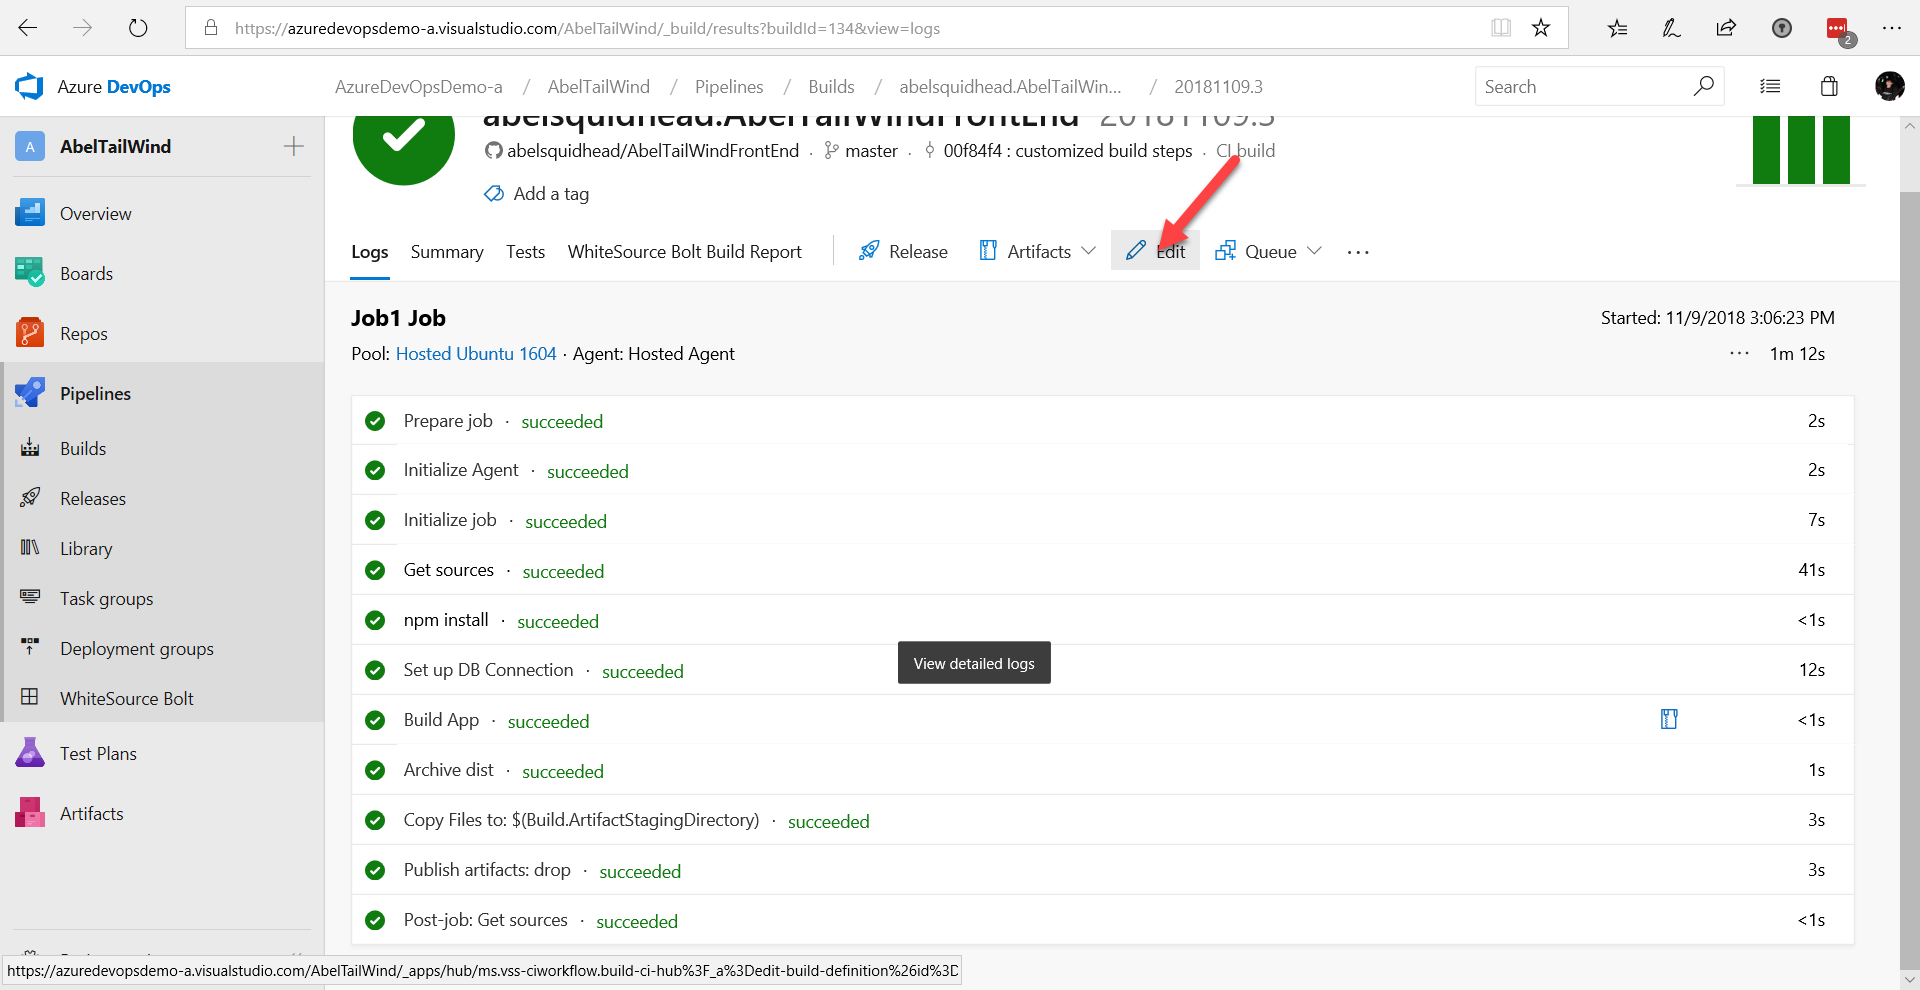 https://azuredevopsdemo-a.visualstudio.com/AbelTailWind/_build/results?buildId=134&view=logs
2
Azure DevOps
AzureDevOpsDemo-a / AbelTailWind / Pipelines / Builds / abelsquidhead.AbelTailWin... / 20181109.3
Search
A
AbelTailWind
Overview
Boards
Repos
Pipelines
Builds
Releases
Library
Task groups
Deployment groups
WhiteSource Bolt
Test Plans
Artifacts
abelsquidhead.AbelTailWindFrontEnd 20181109.3
abelsquidhead/AbelTailWindFrontEnd · master · 00f84f4 : customized build steps · CI build
Add a tag
Logs Summary Tests WhiteSource Bolt Build Report Release Artifacts Edit Queue ...
Job1 Job
Started: 11/9/2018 3:06:23 PM
Pool: Hosted Ubuntu 1604 · Agent: Hosted Agent
... 1m 12s
Prepare job · succeeded 2s
Initialize Agent · succeeded 2s
Initialize job · succeeded 7s
Get sources · succeeded 41s
npm install · succeeded <1s
Set up DB Connection · succeeded 12s
View detailed logs
Build App · succeeded <1s
Archive dist · succeeded 1s
Copy Files to: $(Build.ArtifactStagingDirectory) · succeeded 3s
Publish artifacts: drop · succeeded 3s
Post-job: Get sources · succeeded <1s
https://azuredevopsdemo-a.visualstudio.com/AbelTailWind/_apps/hub/ms.vss-ciworkflow.build-ci-hub%3F_a%3Dedit-build-definition%26id%3D